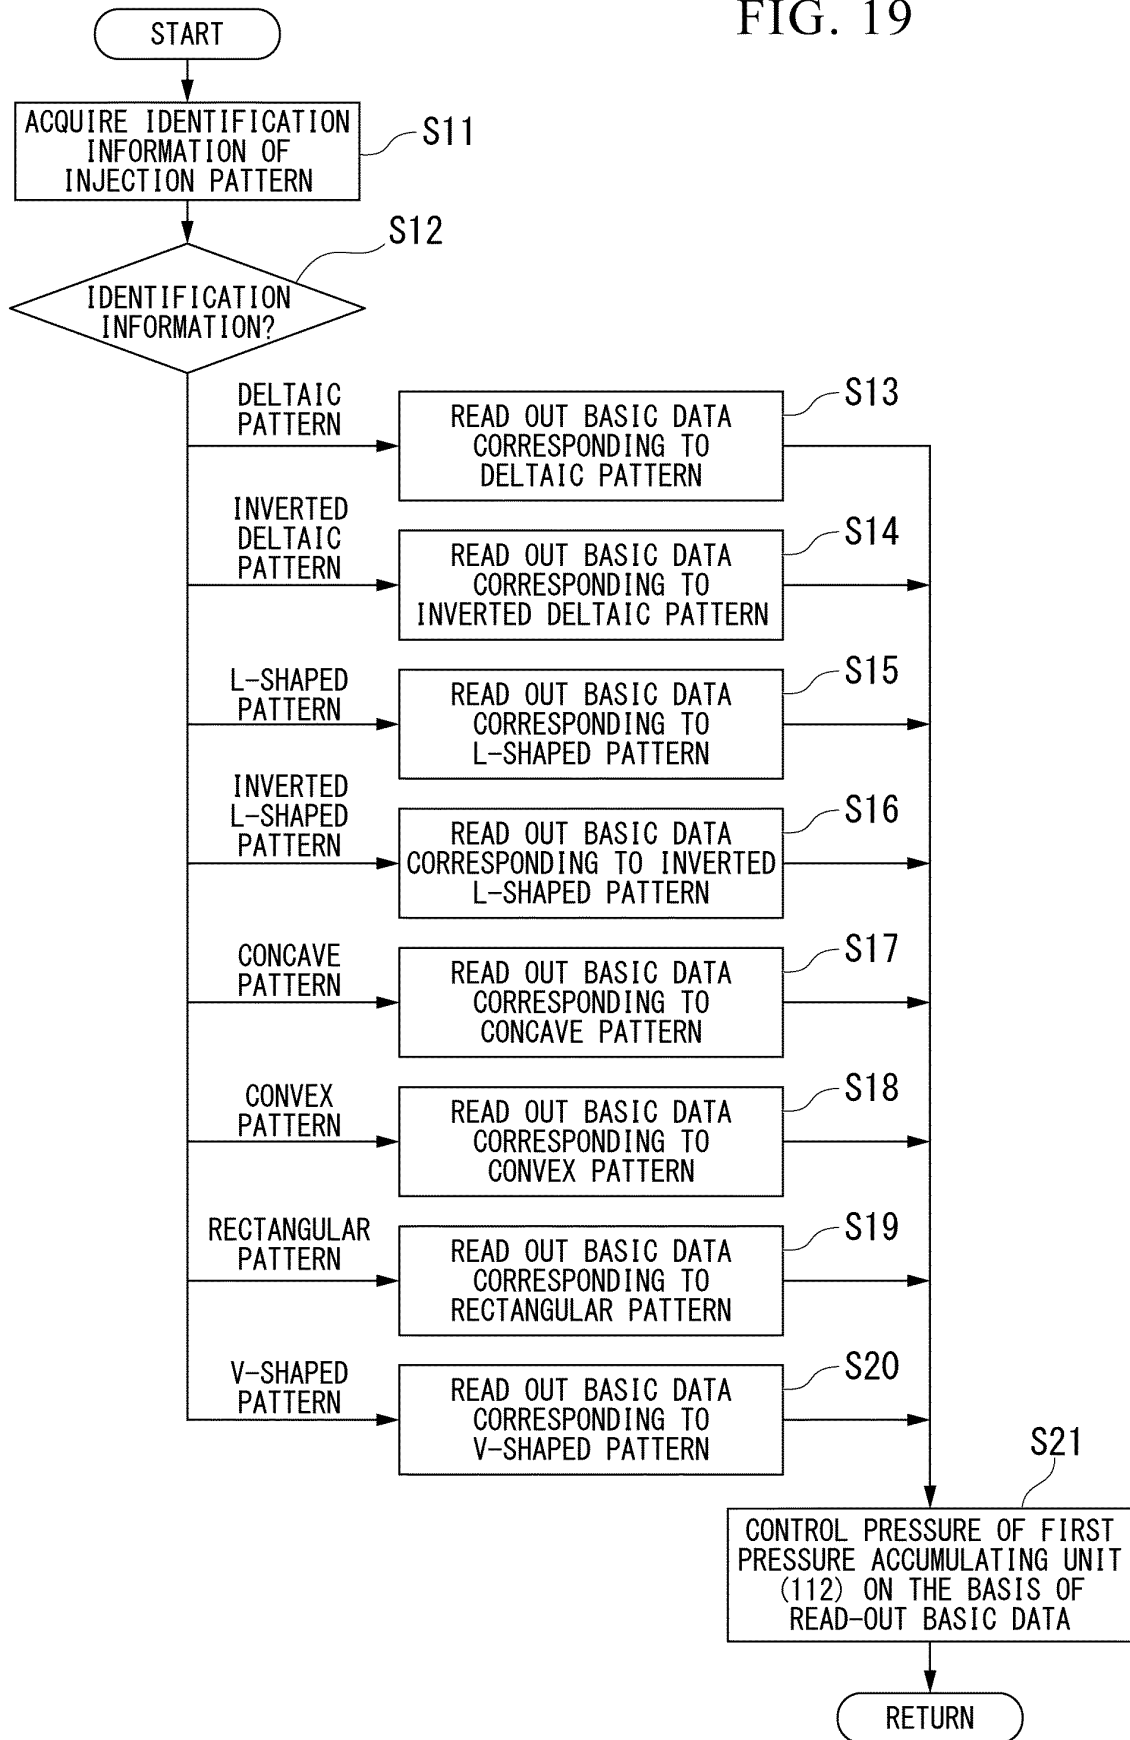 FIG. 19
START
ACQUIRE IDENTIFICATION
INFORMATION OF
INJECTION PATTERN
S11
S12
IDENTIFICATION
INFORMATION?
DELTAIC
PATTERN
READ OUT BASIC DATA
CORRESPONDING TO
DELTAIC PATTERN
S13
INVERTED
DELTAIC
PATTERN
READ OUT BASIC DATA
CORRESPONDING TO
INVERTED DELTAIC PATTERN
S14
L-SHAPED
PATTERN
READ OUT BASIC DATA
CORRESPONDING TO
L-SHAPED PATTERN
S15
INVERTED
L-SHAPED
PATTERN
READ OUT BASIC DATA
CORRESPONDING TO INVERTED
L-SHAPED PATTERN
S16
CONCAVE
PATTERN
READ OUT BASIC DATA
CORRESPONDING TO
CONCAVE PATTERN
S17
CONVEX
PATTERN
READ OUT BASIC DATA
CORRESPONDING TO
CONVEX PATTERN
S18
RECTANGULAR
PATTERN
READ OUT BASIC DATA
CORRESPONDING TO
RECTANGULAR PATTERN
S19
V-SHAPED
PATTERN
READ OUT BASIC DATA
CORRESPONDING TO
V-SHAPED PATTERN
S20
S21
CONTROL PRESSURE OF FIRST
PRESSURE ACCUMULATING UNIT
(112) ON THE BASIS OF
READ-OUT BASIC DATA
RETURN